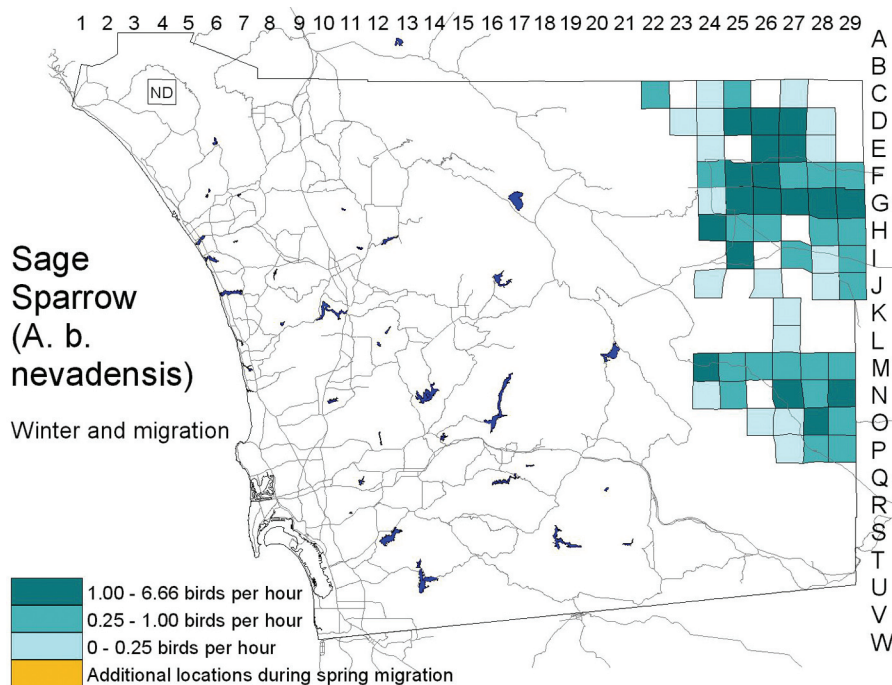 1 2 3 4 5 6 7 8 9 10 11 12 13 14 15 16 17 18 19 20 21 22 23 24 25 26 27 28 29
A
B
C
D
E
F
G
H
I
J
K
L
M
N
O
P
Q
R
S
T
U
V
W
ND
Sage
Sparrow
(A. b.
nevadensis)
Winter and migration
1.00 - 6.66 birds per hour
0.25 - 1.00 birds per hour
0 - 0.25 birds per hour
Additional locations during spring migration